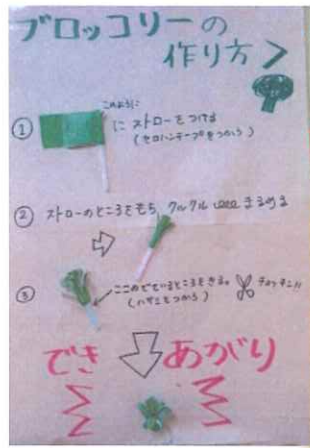 ブロッコリーの
作り方
このように
① にストローをつける
(セロハンテープをつかう)
② ストローのところをもち、クルクル まるめる
③ ここのでているところをきる。 チョッキン!!
(ハサミをつかう)
でき あがり